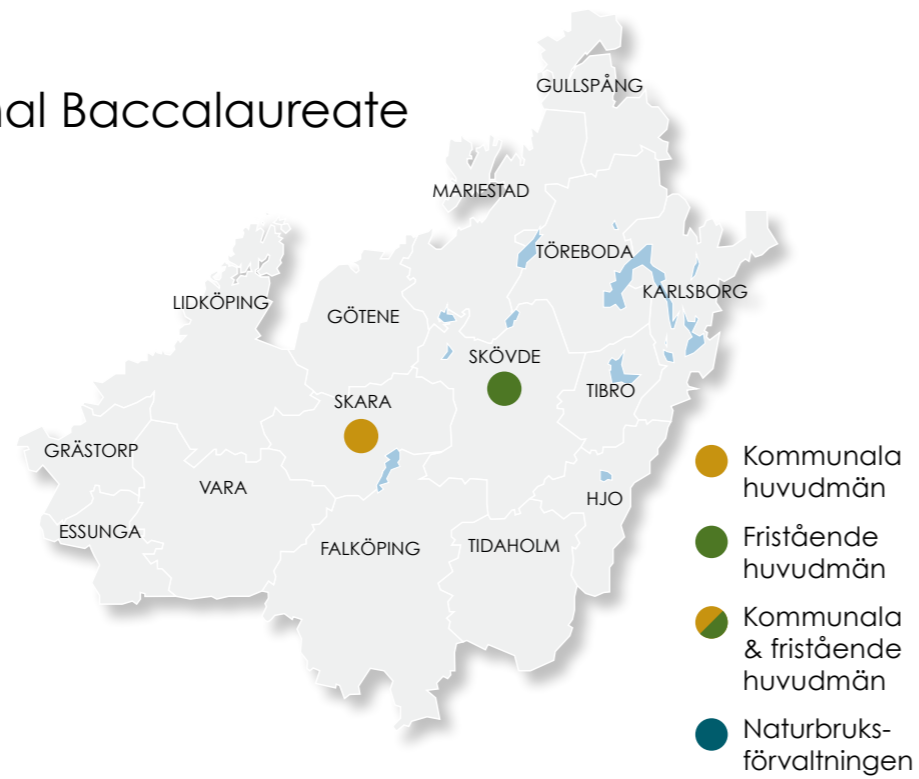 nal Baccalaureate
GULLSPÅNG
MARIESTAD
TÖREBODA
KARLSBORG
LIDKÖPING
GÖTENE
SKÖVDE
TIBRO
SKARA
GRÄSTORP
VARA
HJO
ESSUNGA
FALKÖPING
TIDAHOLM
Kommunala
huvudmän
Fristående
huvudmän
Kommunala
& fristående
huvudmän
Naturbruks-
förvaltningen